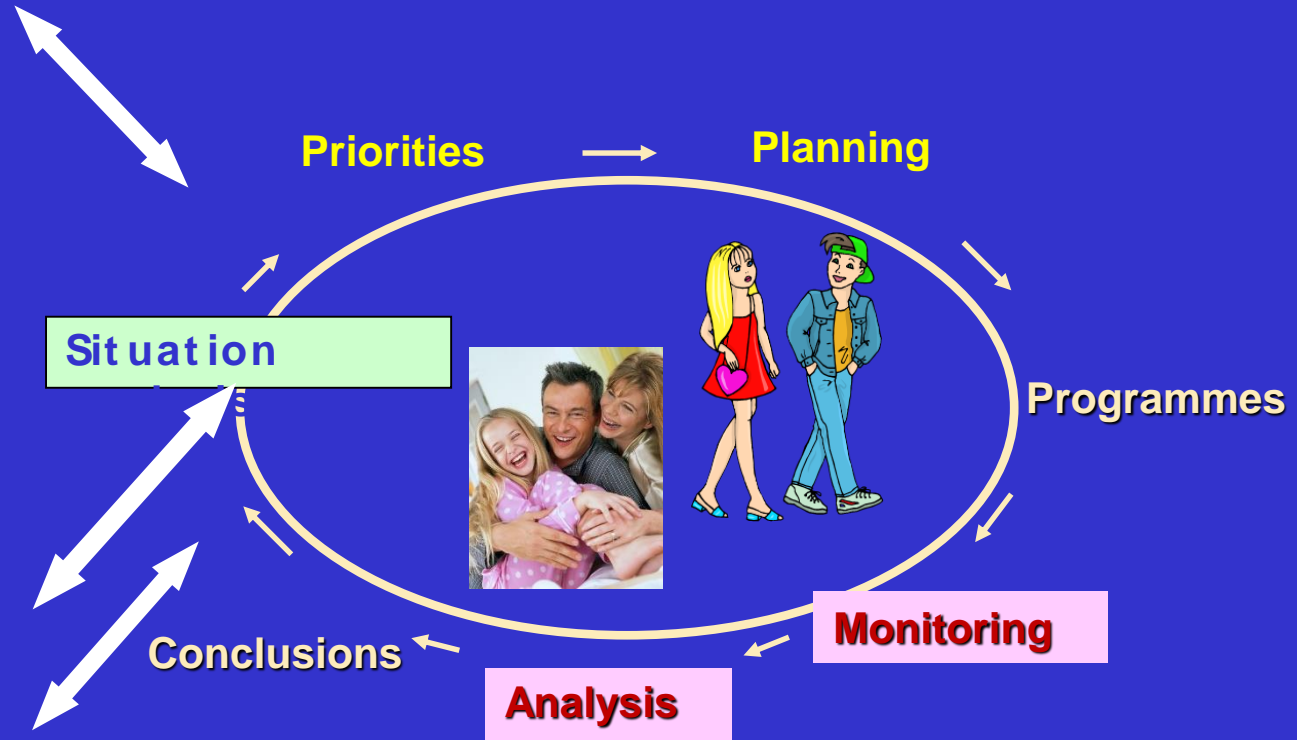 Priorities
Planning
Situation
Programmes
Monitoring
Conclusions
Analysis